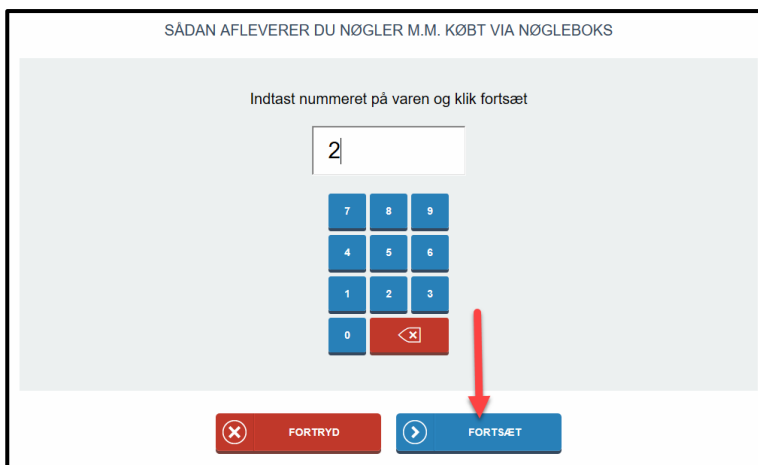 SÅDAN AFLEVERER DU NØGLER M.M. KØBT VIA NØGLEBOKS
Indtast nummeret på varen og klik fortsæt
2
7 8 9
4 5 6
1 2 3
0
FORTRYD FORTSÆT